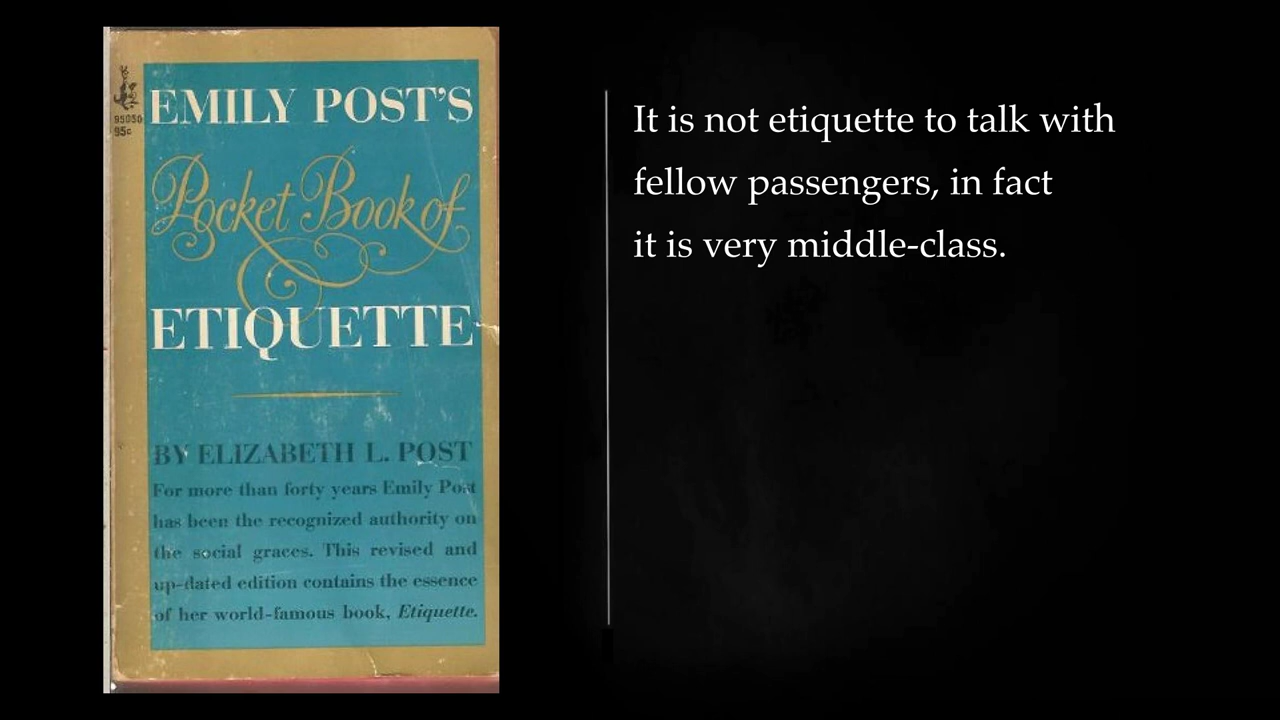 95050
95c
EMILY POST'S
Pocket Book of
ETIQUETTE
BY ELIZABETH L. POST
For more than forty years Emily Post
has been the recognized authority on
the social graces. This revised and
up-dated edition contains the essence
of her world-famous book, Etiquette.
It is not etiquette to talk with
fellow passengers, in fact
it is very middle-class.